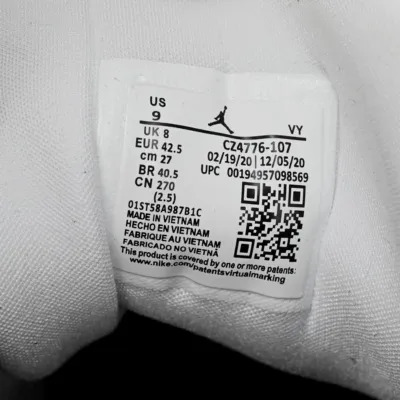 US
9
VY
UK 8
EUR 42.5
cm 27
BR 40.5
CN 270
(2.5)
CZ4776-107
02/19/20 | 12/05/20
UPC 00194957098569
01ST58A987B1C
MADE IN VIETNAM
HECHO EN VIETNAM
FABRIQUE AU VIETNAM
FABRICADO NO VIETNÃ
This product is covered by one or more patents:
www.nike.com/patentsvirtualmarking